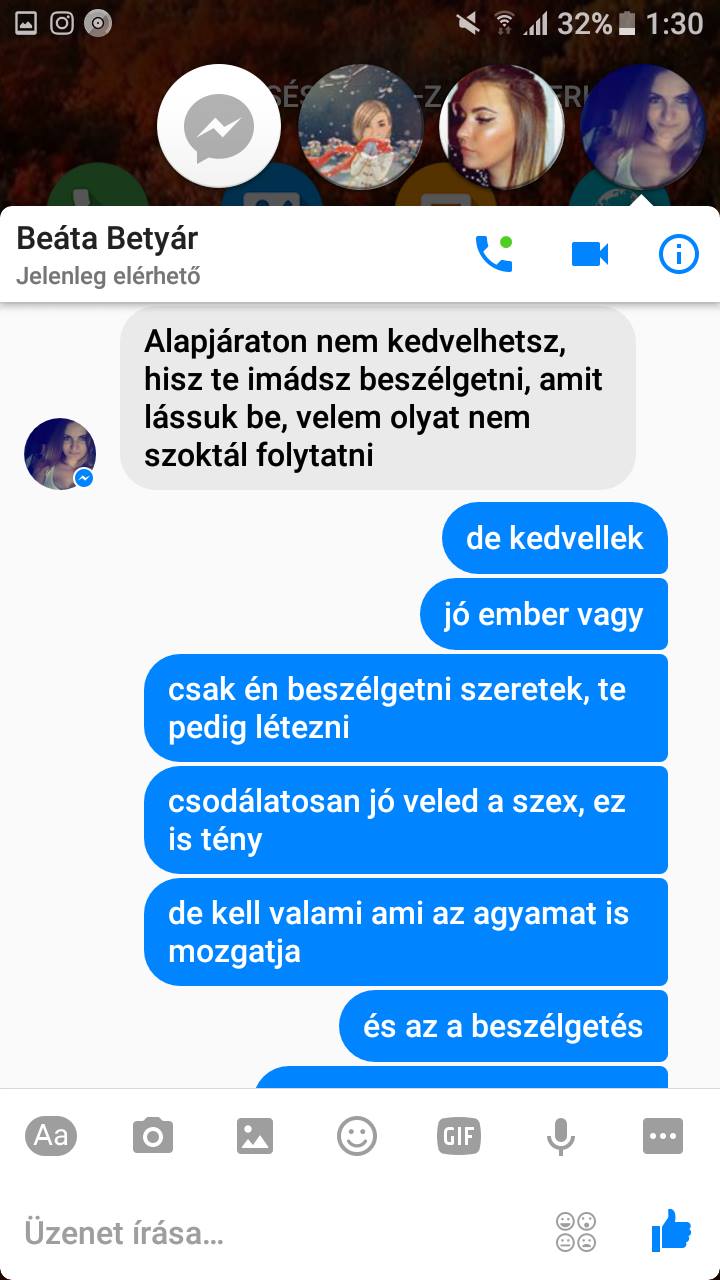 32% 1:30
Beáta Betyár
Jelenleg elérhető
Alapjáraton nem kedvelhetsz,
hisz te imádsz beszélgetni, amit
lássuk be, velem olyat nem
szoktál folytatni
de kedvellek
jó ember vagy
csak én beszélgetni szeretek, te
pedig létezni
csodálatosan jó veled a szex, ez
is tény
de kell valami ami az agyamat is
mozgatja
és az a beszélgetés
Aa
GIF
Üzenet írása...